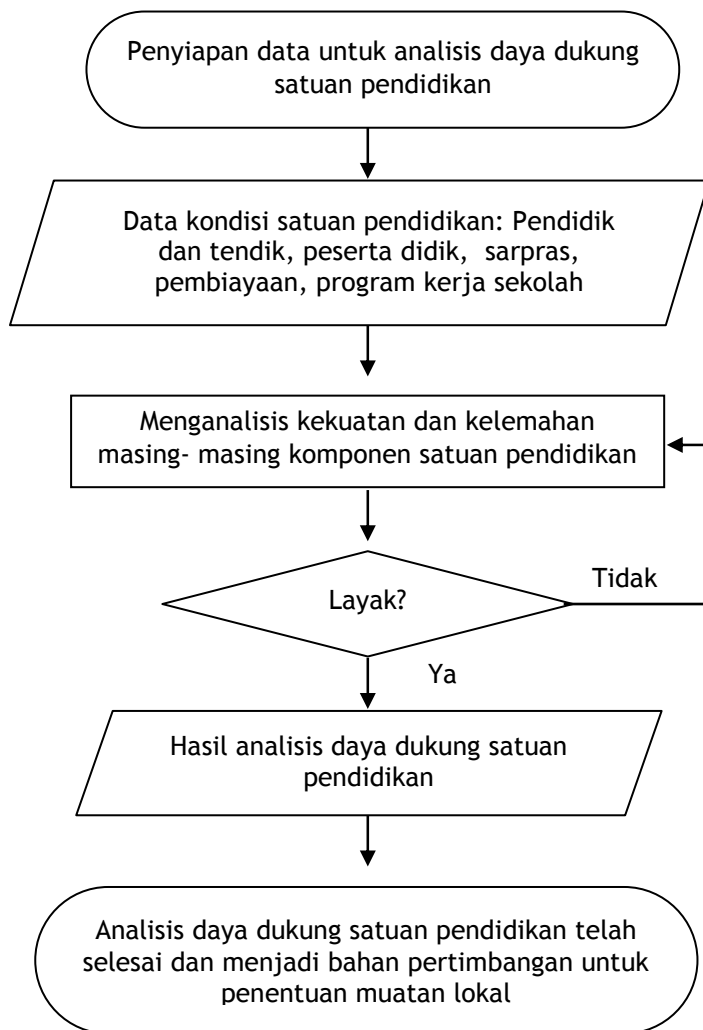 Penyiapan data untuk analisis daya dukung
satuan pendidikan
Data kondisi satuan pendidikan: Pendidik
dan tendik, peserta didik,  sarpras,
pembiayaan, program kerja sekolah
Menganalisis kekuatan dan kelemahan
masing- masing komponen satuan pendidikan
Layak?
Tidak
Ya
Hasil analisis daya dukung satuan
pendidikan
Analisis daya dukung satuan pendidikan telah
selesai dan menjadi bahan pertimbangan untuk
penentuan muatan lokal